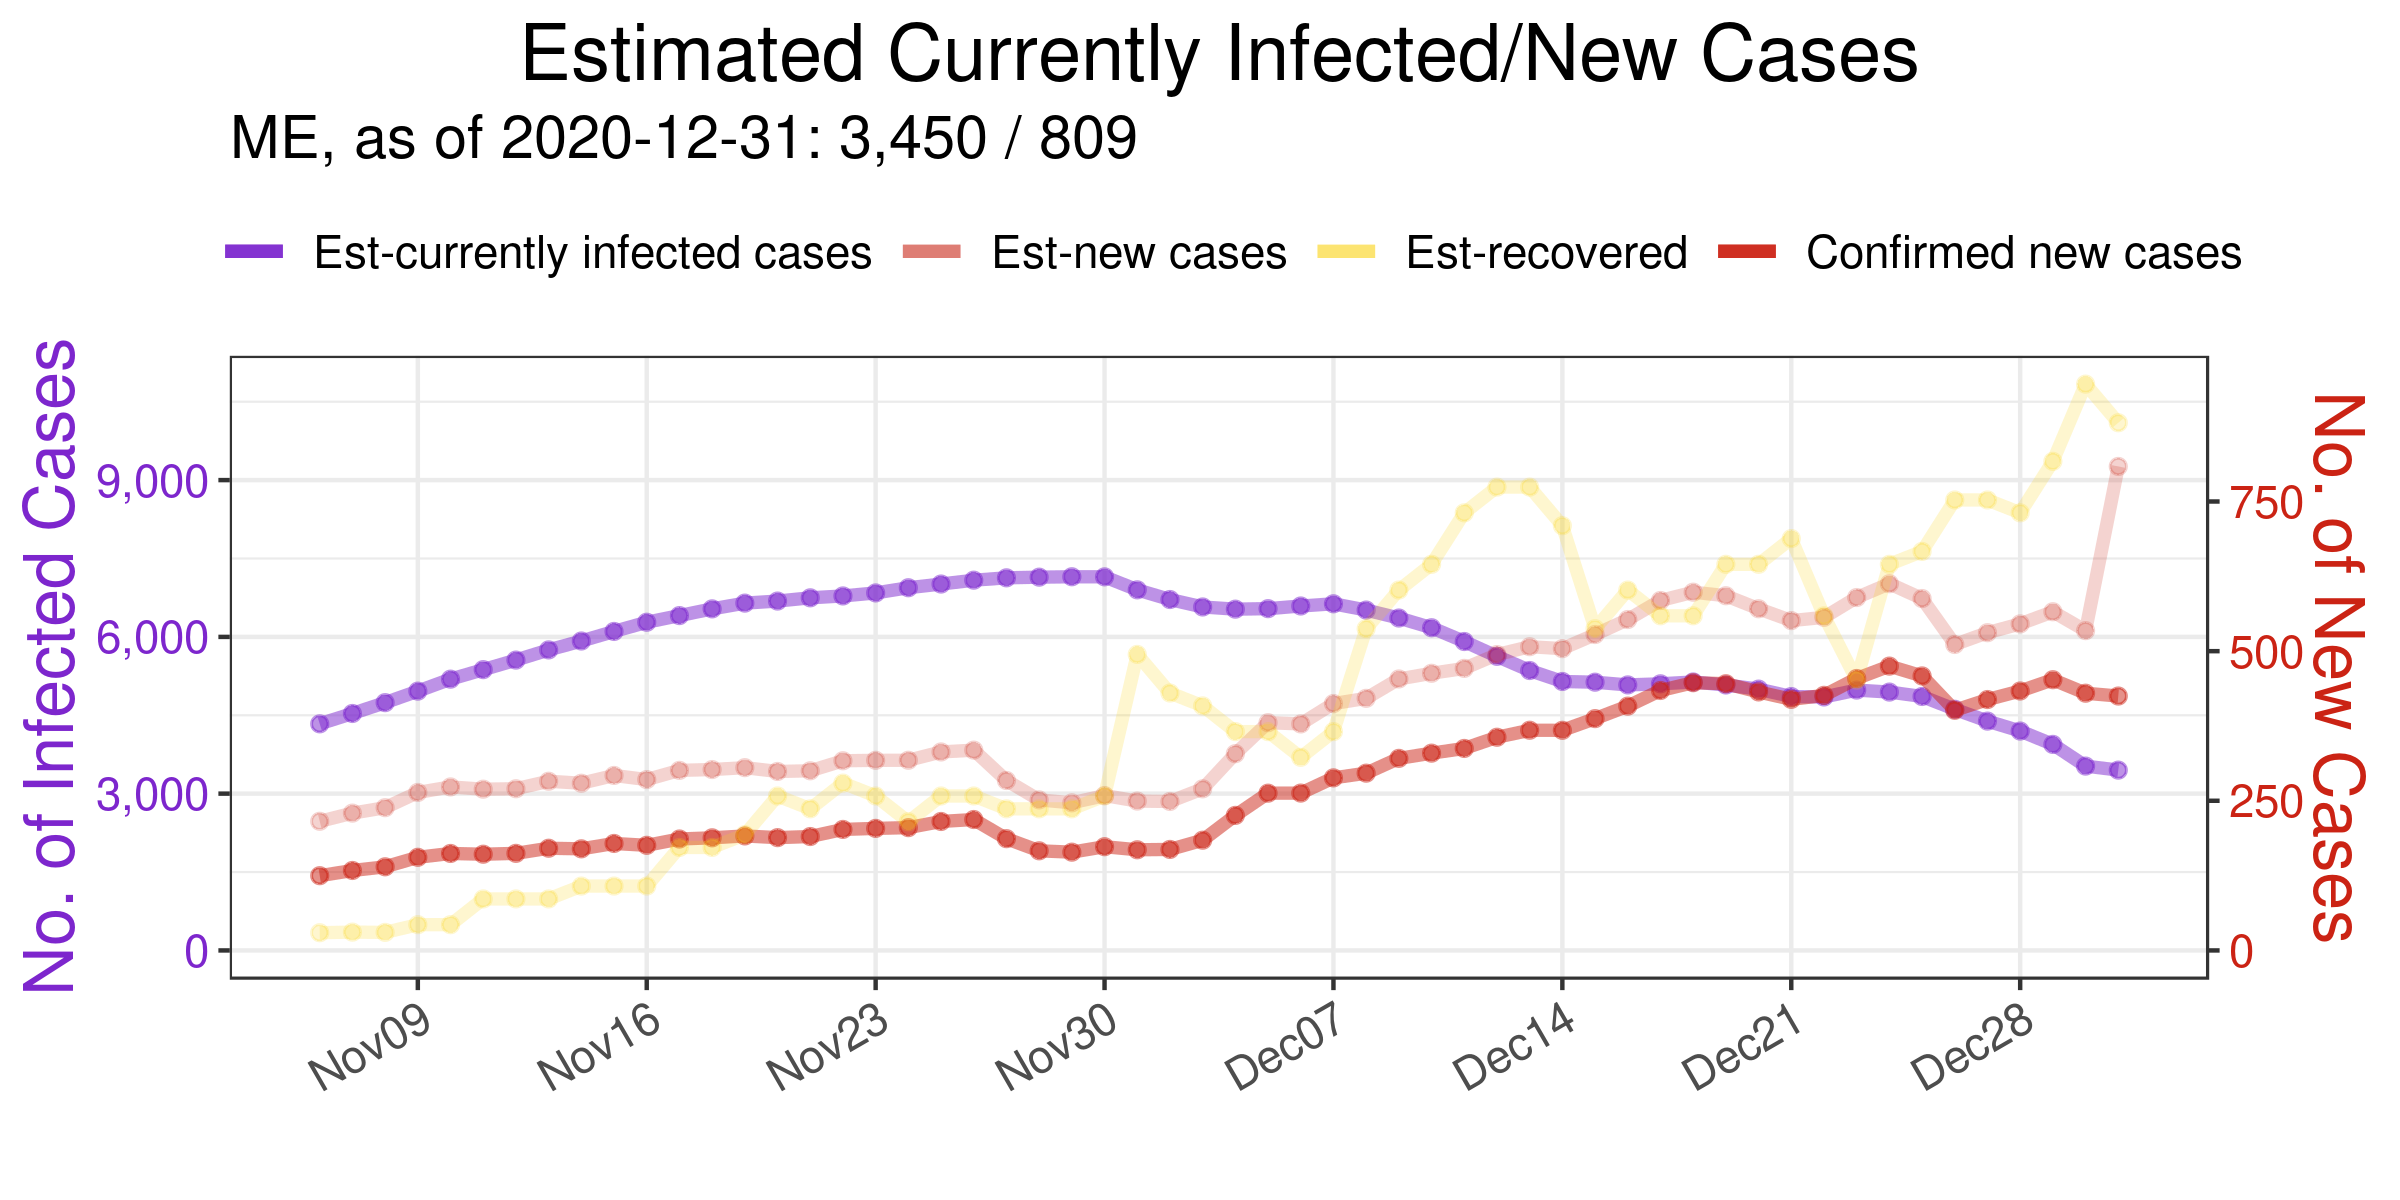 Estimated Currently Infected/New Cases
ME, as of 2020-12-31: 3,450 / 809
Est-currently infected cases Est-new cases Est-recovered Confirmed new cases
No. of Infected Cases
9,000
6,000
3,000
0
No. of New Cases
750
500
250
0
Nov09 Nov16 Nov23 Nov30 Dec07 Dec14 Dec21 Dec28